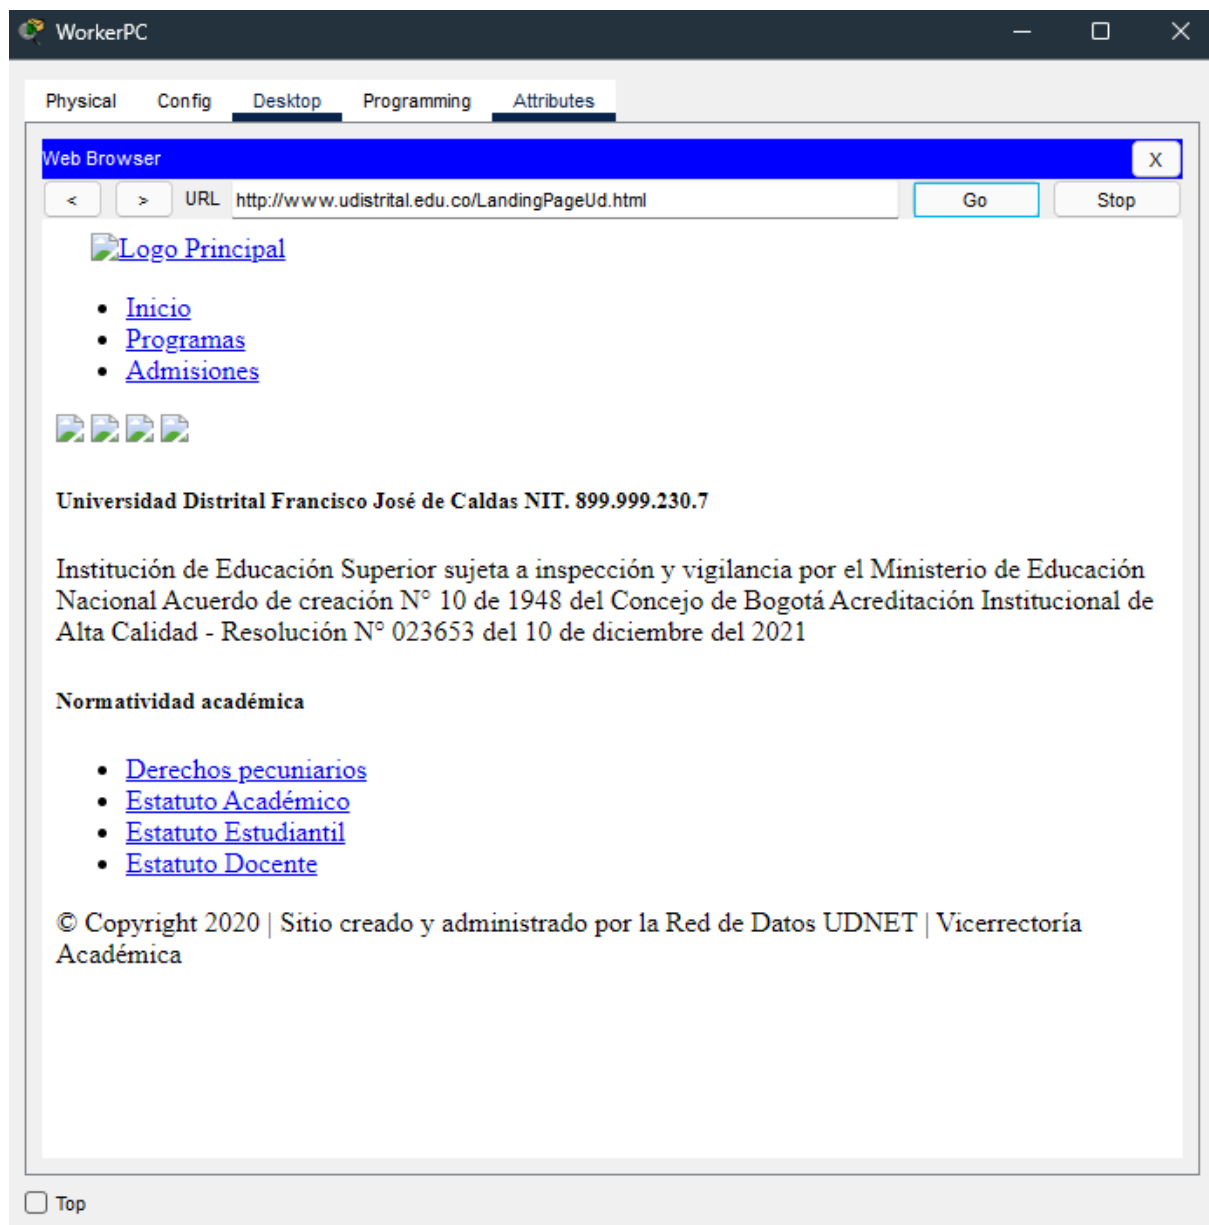 WorkerPC
Physical Config Desktop Programming Attributes
Web Browser X
< > URL http://www.udistrital.edu.co/LandingPageUd.html Go Stop
Logo Principal
• Inicio
• Programas
• Admisiones
Universidad Distrital Francisco José de Caldas NIT. 899.999.230.7
Institución de Educación Superior sujeta a inspección y vigilancia por el Ministerio de Educación
Nacional Acuerdo de creación N° 10 de 1948 del Concejo de Bogotá Acreditación Institucional de
Alta Calidad - Resolución N° 023653 del 10 de diciembre del 2021
Normatividad académica
• Derechos pecuniarios
• Estatuto Académico
• Estatuto Estudiantil
• Estatuto Docente
© Copyright 2020 | Sitio creado y administrado por la Red de Datos UDNET | Vicerrectoría
Académica
Top